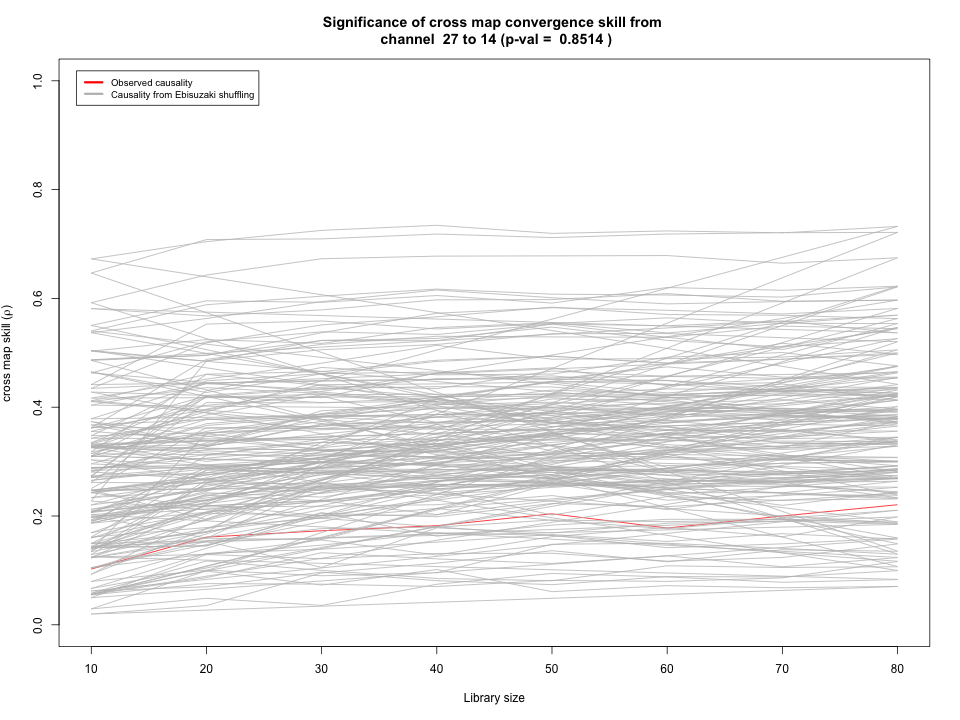 Significance of cross map convergence skill from
channel  27 to 14 (p-val =  0.8514 )
1.0
0.8
0.6
0.4
0.2
0.0
cross map skill (ρ)
Observed causality
Causality from Ebisuzaki shuffling
10 20 30 40 50 60 70 80
Library size